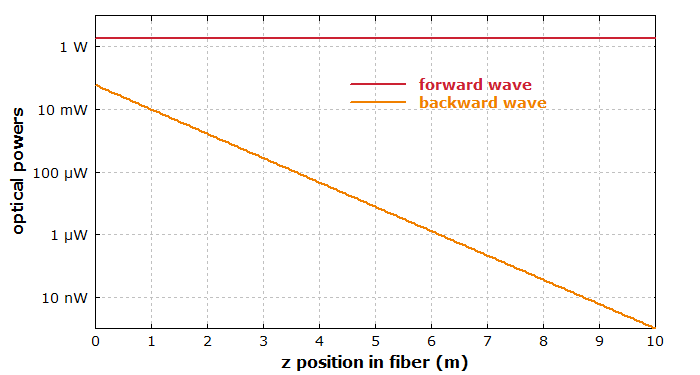 optical powers
1 W
10 mW
100 µW
1 µW
10 nW
forward wave
backward wave
0 1 2 3 4 5 6 7 8 9 10
z position in fiber (m)